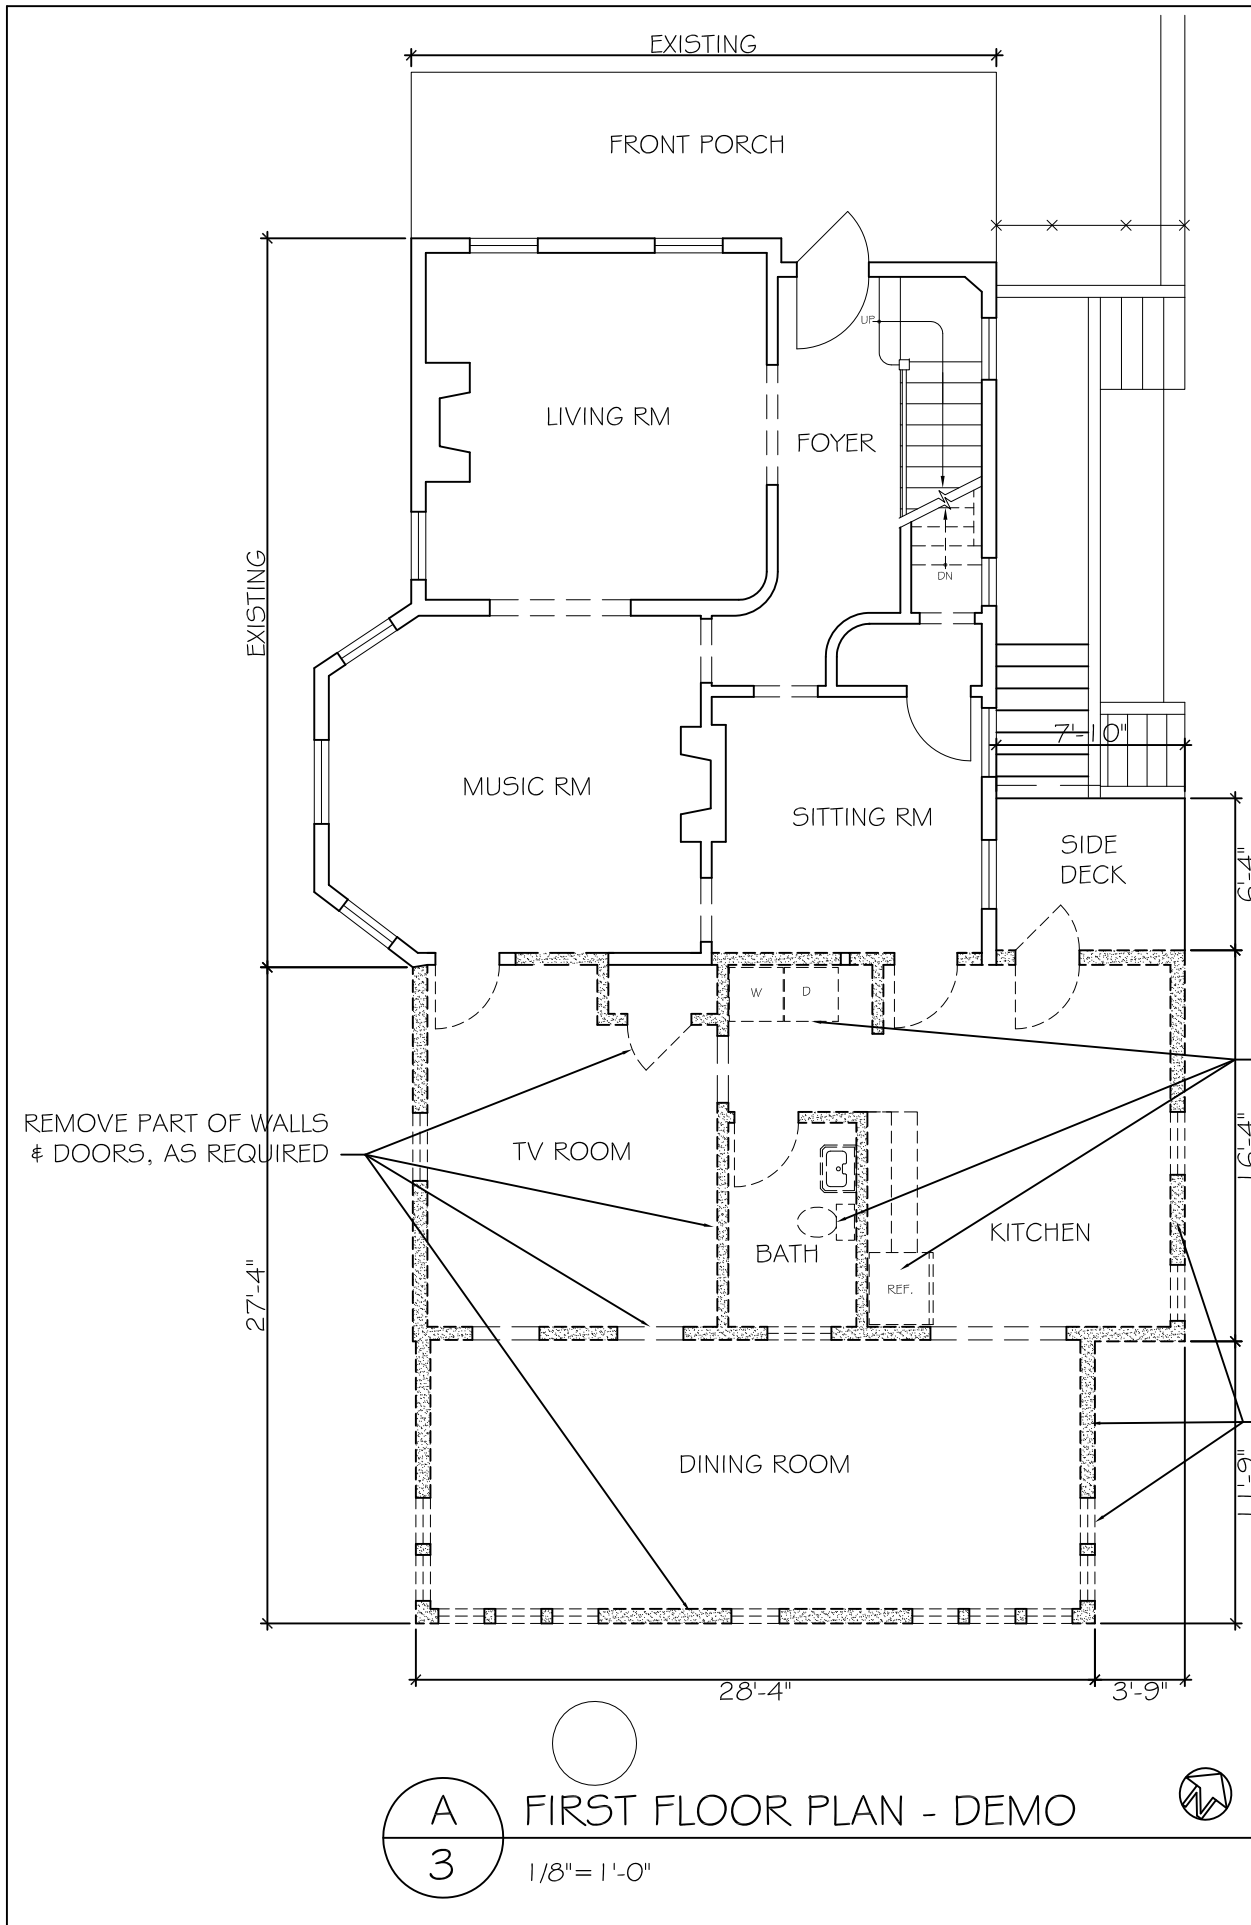 EXISTING
FRONT PORCH
UP
LIVING RM
FOYER
EXISTING
DN
7'-10"
MUSIC RM
SITTING RM
SIDE
DECK
6'-4"
W
D
REMOVE PART OF WALLS
& DOORS, AS REQUIRED
TV ROOM
16'-4"
KITCHEN
BATH
REF.
27'-4"
DINING ROOM
11'-9"
28'-4"
3'-9"
A
3
FIRST FLOOR PLAN - DEMO
1/8"=1'-0"